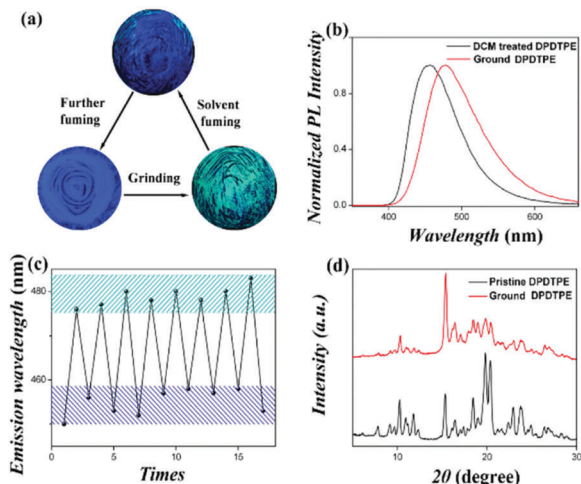 (a)
Further
fuming
Solvent
fuming
Grinding
(b)
DCM treated DPDTPE
Ground DPDTPE
Normalized PL Intensity
0.8
0.4
0.0
400
500
600
Wavelength (nm)
(c)
Emission wavelength (nm)
480
460
0
5
10
15
Times
(d)
Pristine DPDTPE
Ground DPDTPE
Intensity (a.u.)
10
20
30
2θ (degree)